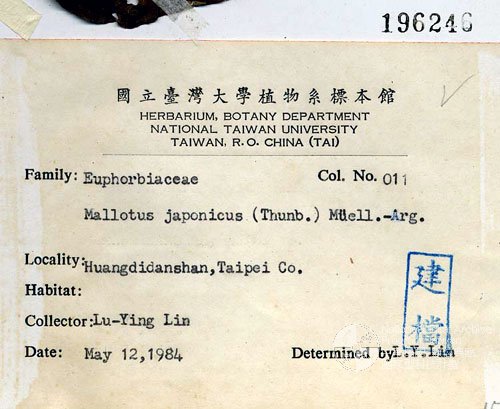 196246
國立臺灣大學植物系標本館
HERBARIUM, BOTANY DEPARTMENT
NATIONAL TAIWAN UNIVERSITY
TAIWAN, R. O. CHINA (TAI)
Family: Euphorbiaceae Col. No. 011
Mallotus japonicus (Thunb.) Müell.-Arg.
Locality: Huangdidanshan, Taipei Co.
Habitat:
建檔
Collector: Lu-Ying Lin
Date: May 12, 1984 Determined by L.Y. Lin